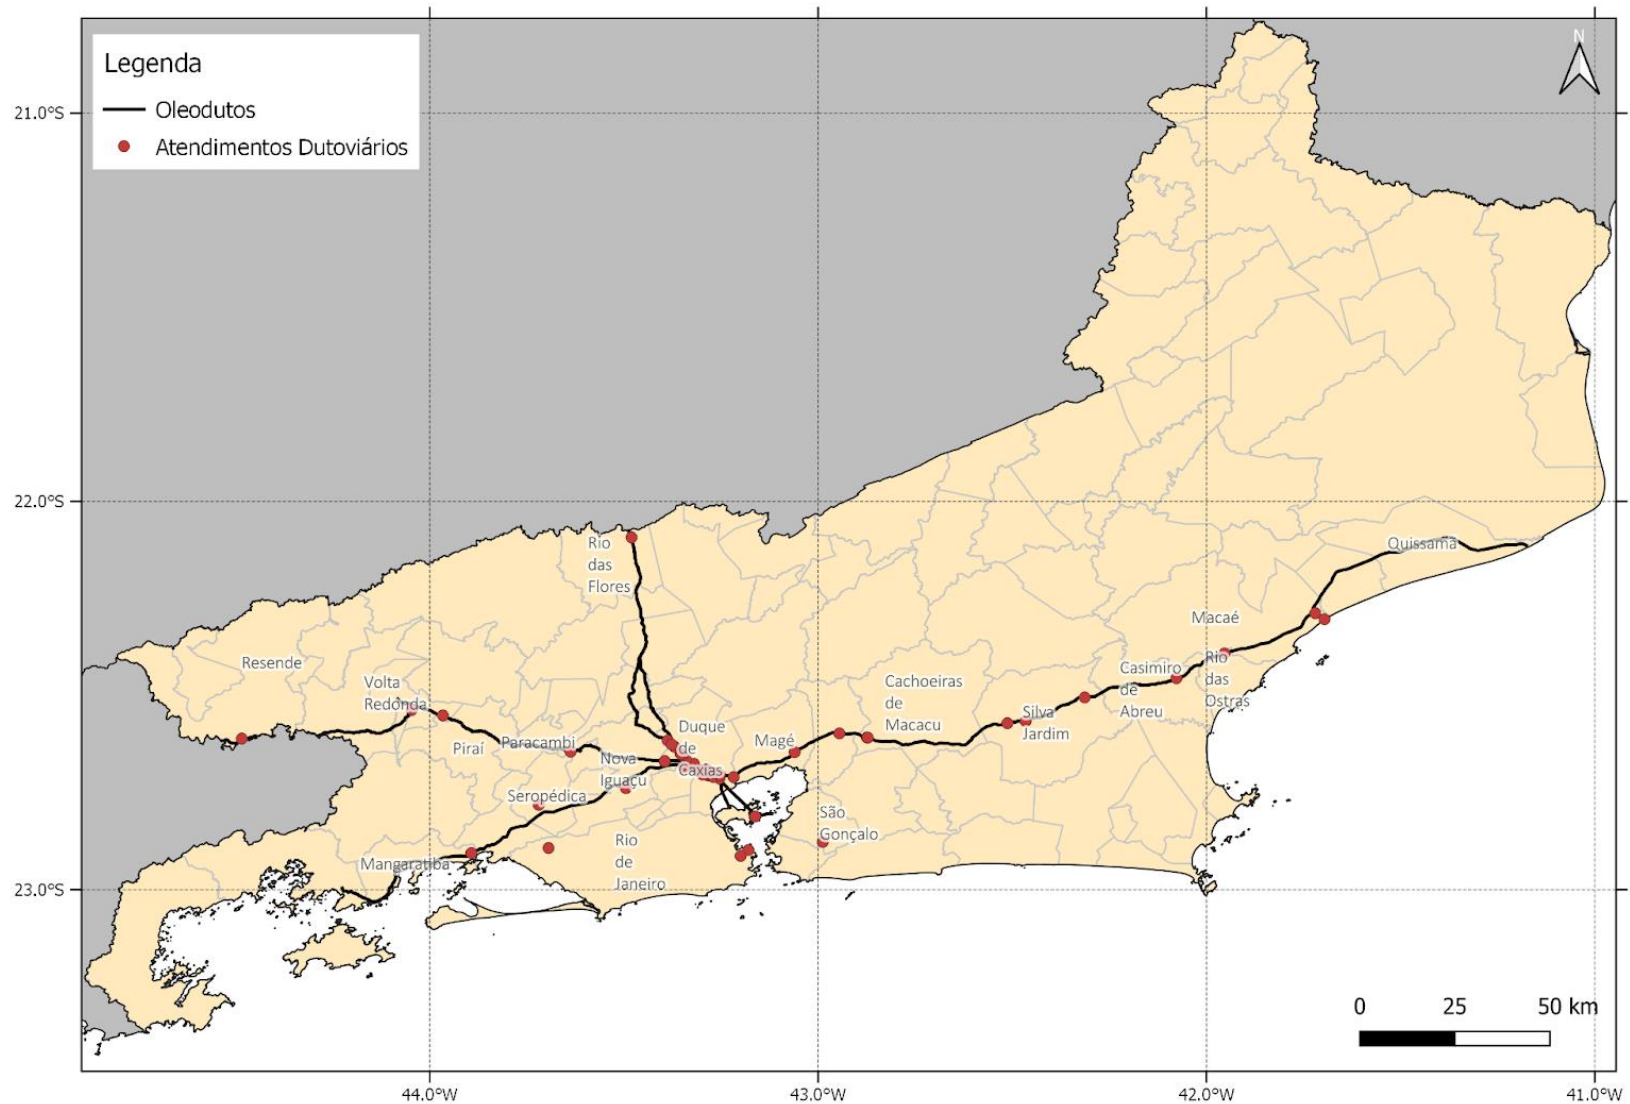 N
Legenda
Oleodutos
Atendimentos Dutoviários
21.0°S
22.0°S
23.0°S
Rio
das
Flores
Quissamã
Macaé
Resende
Volta
Redonda
Casimiro
de
Abreu
Rio
das
Ostras
Cachoeiras
de
Macacu
Silva
Jardim
Duque
de
Caxias
Magé
Piraí
Paracambi
Nova
Iguaçu
Seropédica
São
Gonçalo
Rio
de
Janeiro
Mangaratiba
0 25 50 km
44.0°W 43.0°W 42.0°W 41.0°W